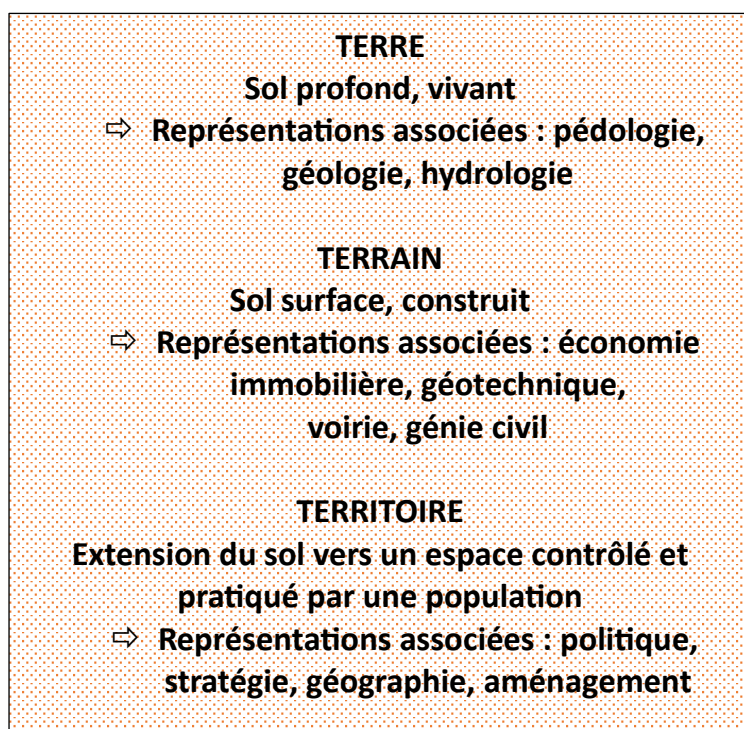 TERRE
Sol profond, vivant
⇨ Représentations associées : pédologie,
géologie, hydrologie
TERRAIN
Sol surface, construit
⇨ Représentations associées : économie
immobilière, géotechnique,
voirie, génie civil
TERRITOIRE
Extension du sol vers un espace contrôlé et
pratiqué par une population
⇨ Représentations associées : politique,
stratégie, géographie, aménagement